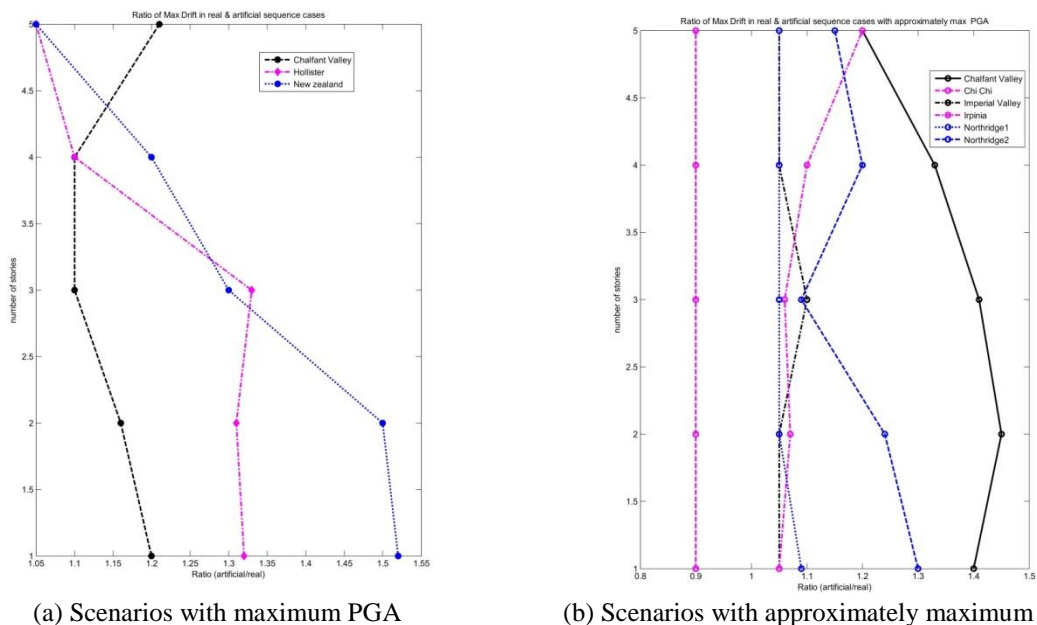 Ratio of Max Drift in real & artificial sequence cases
5
4.5
4
3.5
3
2.5
2
1.5
1
number of stories
1.05
1.1
1.15
1.2
1.25
1.3
1.35
1.4
1.45
1.5
1.55
Ratio (artificial/real)
Chalfant Valley
Hollister
New zealand
(a) Scenarios with maximum PGA
Ratio of Max Drift in real & artificial sequence cases with approximately max PGA
5
4.5
4
3.5
3
2.5
2
1.5
1
number of stories
0.8
0.9
1
1.1
1.2
1.3
1.4
1.5
Ratio (artificial/real)
Chalfant Valley
Chi Chi
Imperial Valley
Irpinia
Northridge1
Northridge2
(b) Scenarios with approximately maximum